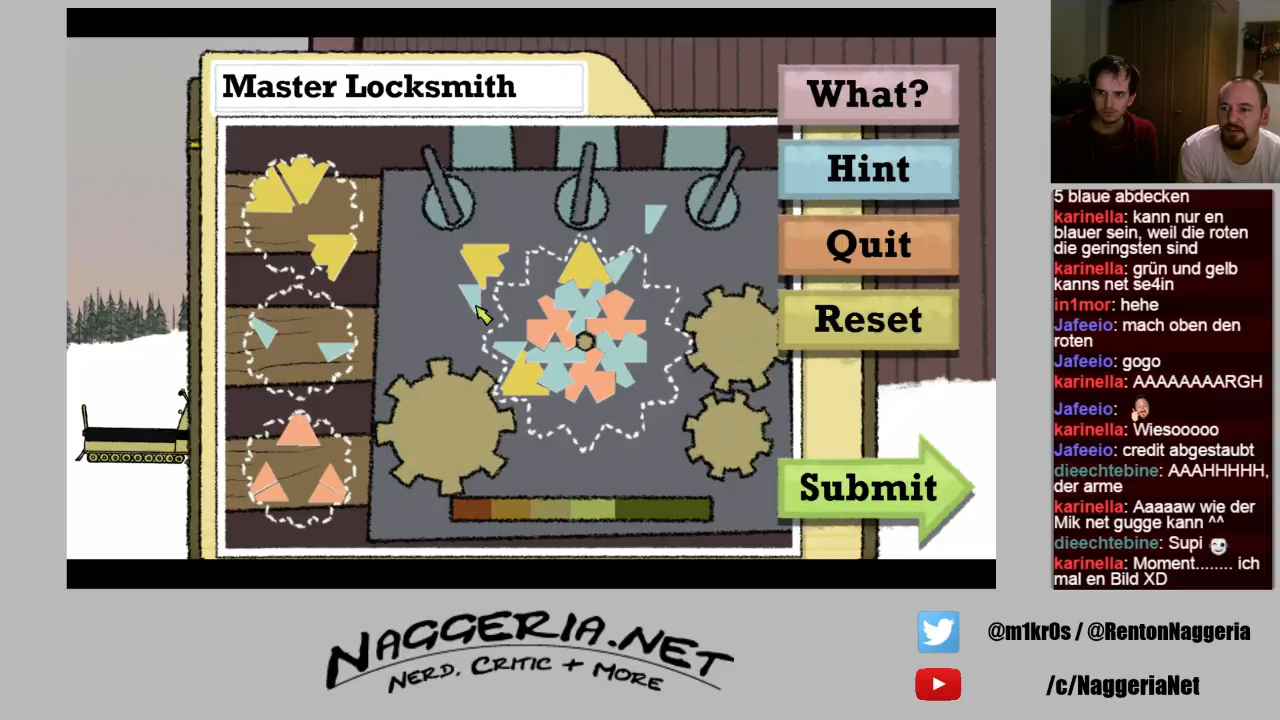 Master Locksmith
What?
Hint
Quit
Reset
Submit
5 blaue abdecken
karinella: kann nur en
blauer sein, weil die roten
die geringsten sind
karinella: grün und gelb
kanns net se4in
in1mor: hehe
Jafeeio: mach oben den
roten
Jafeeio: gogo
karinella: AAAAAAAARGH
Jafeeio:
karinella: Wiesooooo
Jafeeio: credit abgestaubt
dieechtebine: AAAHHHHH,
der arme
karinella: Aaaaaw wie der
Mik net gugge kann ^^
dieechtebine: Supi
karinella: Moment........ ich
mal en Bild XD
NAGGERIA.NET
NERD, CRITIC + MORE
@m1kr0s / @RentonNaggeria
/c/NaggeriaNet